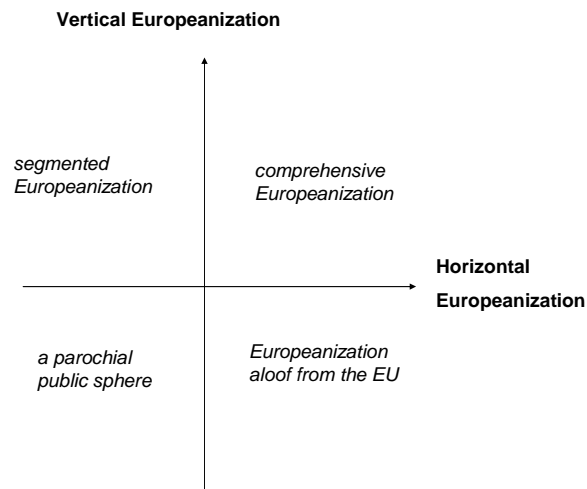 Vertical Europeanization
segmented
Europeanization
comprehensive
Europeanization
Horizontal
Europeanization
a parochial
public sphere
Europeanization
aloof from the EU